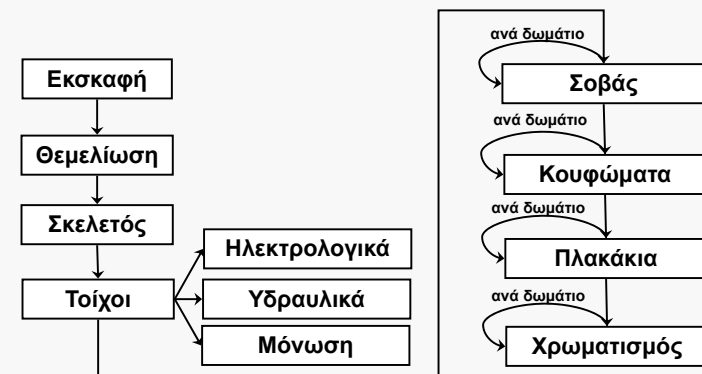 Εκσκαφή
Θεμελίωση
Σκελετός
Τοίχοι
Ηλεκτρολογικά
Υδραυλικά
Μόνωση
ανά δωμάτιο
Σοβάς
ανά δωμάτιο
Κουφώματα
ανά δωμάτιο
Πλακάκια
ανά δωμάτιο
Χρωματισμός